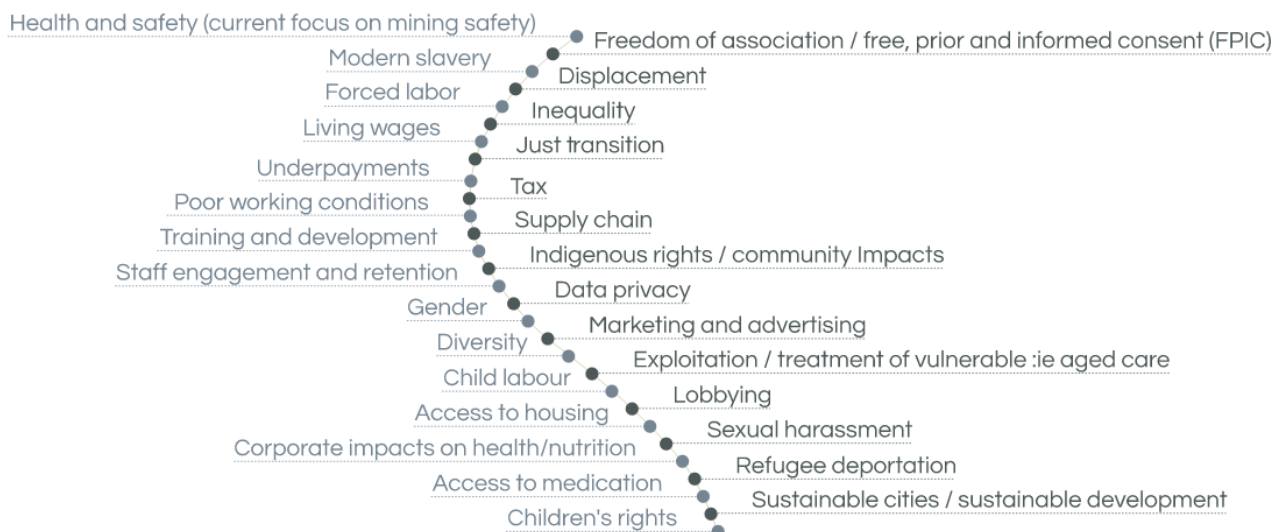 Health and safety (current focus on mining safety)
Freedom of association / free, prior and informed consent (FPIC)
Modern slavery
Displacement
Forced labor
Inequality
Living wages
Just transition
Underpayments
Tax
Poor working conditions
Supply chain
Training and development
Indigenous rights / community Impacts
Staff engagement and retention
Data privacy
Gender
Marketing and advertising
Diversity
Exploitation / treatment of vulnerable :ie aged care
Child labour
Lobbying
Access to housing
Sexual harassment
Corporate impacts on health/nutrition
Refugee deportation
Access to medication
Sustainable cities / sustainable development
Children's rights